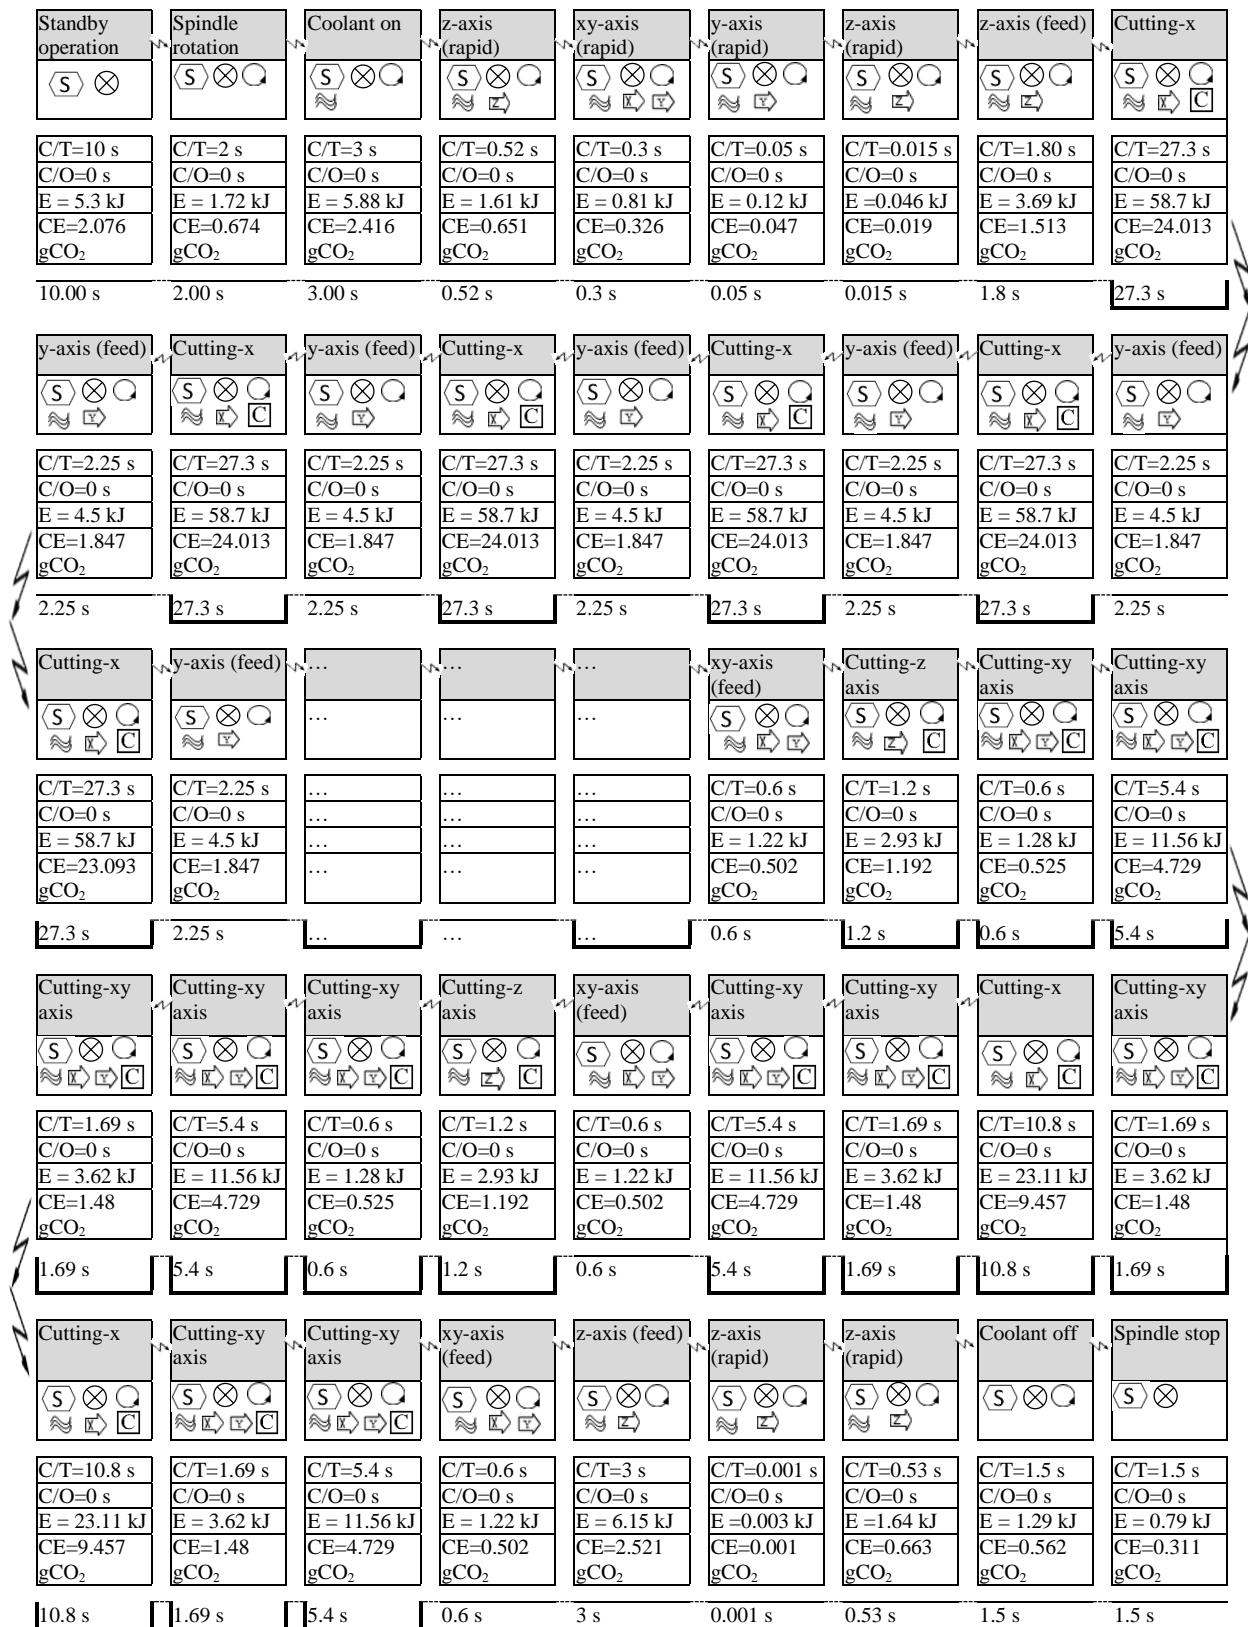 Standby Spindle Coolant on z-axis xy-axis y-axis z-axis z-axis (feed) Cutting-x
operation rotation (rapid) (rapid) (rapid) (rapid)
S S S S S S S S S
Z X Y Y Z Z X C
C/T=10 s C/T=2 s C/T=3 s C/T=0.52 s C/T=0.3 s C/T=0.05 s C/T=0.015 s C/T=1.80 s C/T=27.3 s
C/O=0 s C/O=0 s C/O=0 s C/O=0 s C/O=0 s C/O=0 s C/O=0 s C/O=0 s C/O=0 s
E = 5.3 kJ E = 1.72 kJ E = 5.88 kJ E = 1.61 kJ E = 0.81 kJ E = 0.12 kJ E =0.046 kJ E = 3.69 kJ E = 58.7 kJ
CE=2.076 CE=0.674 CE=2.416 CE=0.651 CE=0.326 CE=0.047 CE=0.019 CE=1.513 CE=24.013
gCO₂ gCO₂ gCO₂ gCO₂ gCO₂ gCO₂ gCO₂ gCO₂ gCO₂
10.00 s 2.00 s 3.00 s 0.52 s 0.3 s 0.05 s 0.015 s 1.8 s 27.3 s
y-axis (feed) Cutting-x y-axis (feed) Cutting-x y-axis (feed) Cutting-x y-axis (feed) Cutting-x y-axis (feed)
S S S S S S S S S
Y X C Y X C Y X C Y X C Y
C/T=2.25 s C/T=27.3 s C/T=2.25 s C/T=27.3 s C/T=2.25 s C/T=27.3 s C/T=2.25 s C/T=27.3 s C/T=2.25 s
C/O=0 s C/O=0 s C/O=0 s C/O=0 s C/O=0 s C/O=0 s C/O=0 s C/O=0 s C/O=0 s
E = 4.5 kJ E = 58.7 kJ E = 4.5 kJ E = 58.7 kJ E = 4.5 kJ E = 58.7 kJ E = 4.5 kJ E = 58.7 kJ E = 4.5 kJ
CE=1.847 CE=24.013 CE=1.847 CE=24.013 CE=1.847 CE=24.013 CE=1.847 CE=24.013 CE=1.847
gCO₂ gCO₂ gCO₂ gCO₂ gCO₂ gCO₂ gCO₂ gCO₂ gCO₂
2.25 s 27.3 s 2.25 s 27.3 s 2.25 s 27.3 s 2.25 s 27.3 s 2.25 s
Cutting-x y-axis (feed) … … … xy-axis Cutting-z Cutting-xy Cutting-xy
(feed) axis axis axis
S S … … … S S S S
X C Y X Y Z C X Y C X Y C
C/T=27.3 s C/T=2.25 s … … … C/T=0.6 s C/T=1.2 s C/T=0.6 s C/T=5.4 s
C/O=0 s C/O=0 s … … … C/O=0 s C/O=0 s C/O=0 s C/O=0 s
E = 58.7 kJ E = 4.5 kJ … … … E = 1.22 kJ E = 2.93 kJ E = 1.28 kJ E = 11.56 kJ
CE=23.093 CE=1.847 … … … CE=0.502 CE=1.192 CE=0.525 CE=4.729
gCO₂ gCO₂ gCO₂ gCO₂ gCO₂ gCO₂
27.3 s 2.25 s … … … 0.6 s 1.2 s 0.6 s 5.4 s
Cutting-xy Cutting-xy Cutting-xy Cutting-z xy-axis Cutting-xy Cutting-xy Cutting-x Cutting-xy
axis axis axis axis (feed) axis axis axis
S S S S S S S S S
X Y C X Y C X Y C Z C X Y X Y C X Y C X C X Y C
C/T=1.69 s C/T=5.4 s C/T=0.6 s C/T=1.2 s C/T=0.6 s C/T=5.4 s C/T=1.69 s C/T=10.8 s C/T=1.69 s
C/O=0 s C/O=0 s C/O=0 s C/O=0 s C/O=0 s C/O=0 s C/O=0 s C/O=0 s C/O=0 s
E = 3.62 kJ E = 11.56 kJ E = 1.28 kJ E = 2.93 kJ E = 1.22 kJ E = 11.56 kJ E = 3.62 kJ E = 23.11 kJ E = 3.62 kJ
CE=1.48 CE=4.729 CE=0.525 CE=1.192 CE=0.502 CE=4.729 CE=1.48 CE=9.457 CE=1.48
gCO₂ gCO₂ gCO₂ gCO₂ gCO₂ gCO₂ gCO₂ gCO₂ gCO₂
1.69 s 5.4 s 0.6 s 1.2 s 0.6 s 5.4 s 1.69 s 10.8 s 1.69 s
Cutting-x Cutting-xy Cutting-xy xy-axis z-axis (feed) z-axis z-axis Coolant off Spindle stop
axis axis (feed) (rapid) (rapid)
S S S S S S S S S
X C X Y C X Y C X Y Z Z Z
C/T=10.8 s C/T=1.69 s C/T=5.4 s C/T=0.6 s C/T=3 s C/T=0.001 s C/T=0.53 s C/T=1.5 s C/T=1.5 s
C/O=0 s C/O=0 s C/O=0 s C/O=0 s C/O=0 s C/O=0 s C/O=0 s C/O=0 s C/O=0 s
E = 23.11 kJ E = 3.62 kJ E = 11.56 kJ E = 1.22 kJ E = 6.15 kJ E =0.003 kJ E =1.64 kJ E = 1.29 kJ E = 0.79 kJ
CE=9.457 CE=1.48 CE=4.729 CE=0.502 CE=2.521 CE=0.001 CE=0.663 CE=0.562 CE=0.311
gCO₂ gCO₂ gCO₂ gCO₂ gCO₂ gCO₂ gCO₂ gCO₂ gCO₂
10.8 s 1.69 s 5.4 s 0.6 s 3 s 0.001 s 0.53 s 1.5 s 1.5 s